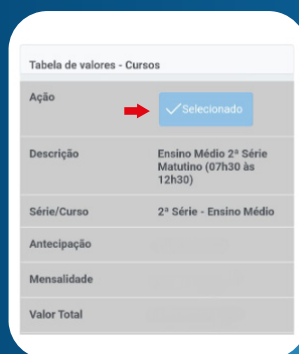 Tabela de valores - Cursos
Ação
Selecionado
Descrição
Ensino Médio 2ª Série
Matutino (07h30 às
12h30)
Série/Curso
2ª Série - Ensino Médio
Antecipação
Mensalidade
Valor Total